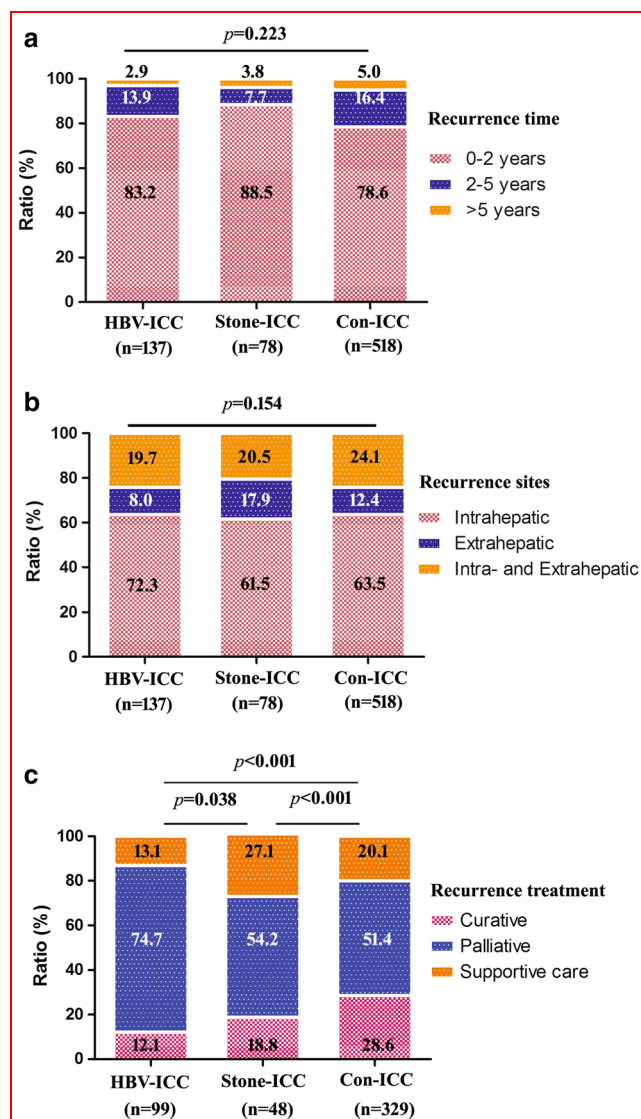 a
p=0.223
2.9 3.8 5.0
100
13.9 7.7 16.4
80
Recurrence time
0-2 years
60
2-5 years
83.2 88.5 78.6
>5 years
40
Ratio (%)
20
0
HBV-ICC Stone-ICC Con-ICC
(n=137) (n=78) (n=518)
b
p=0.154
100
19.7 20.5 24.1
80
8.0 17.9 12.4
Recurrence sites
60
Intrahepatic
Extrahepatic
40
72.3 61.5 63.5
Intra- and Extrahepatic
Ratio (%)
20
0
HBV-ICC Stone-ICC Con-ICC
(n=137) (n=78) (n=518)
c
p<0.001
p=0.038 p<0.001
100
13.1 27.1 20.1
80
Recurrence treatment
60
Curative
74.7 54.2 51.4
Palliative
40
Supportive care
Ratio (%)
20
12.1 18.8 28.6
0
HBV-ICC Stone-ICC Con-ICC
(n=99) (n=48) (n=329)